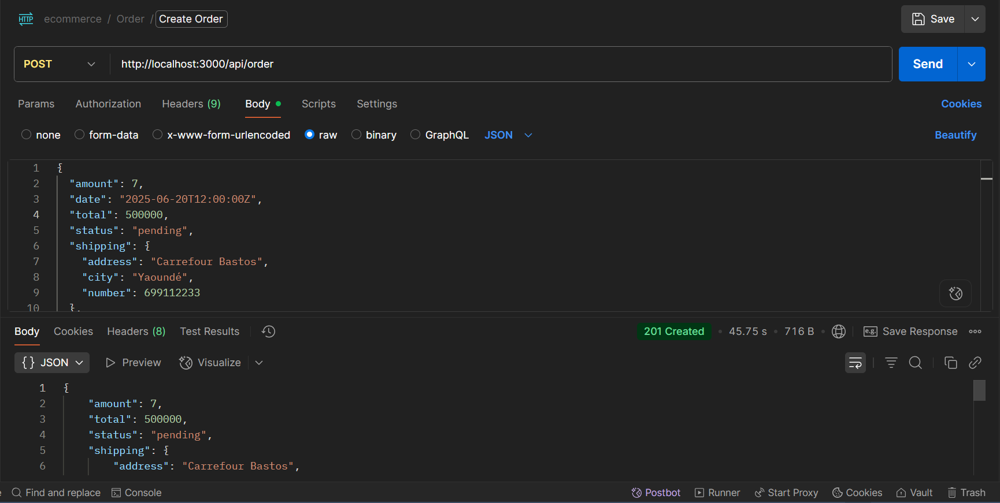 HTTP ecommerce / Order / Create Order Save
POST http://localhost:3000/api/order Send
Params Authorization Headers (9) Body Scripts Settings Cookies
none form-data x-www-form-urlencoded raw binary GraphQL JSON Beautify
1 {
2 "amount": 7,
3 "date": "2025-06-20T12:00:00Z",
4 "total": 500000,
5 "status": "pending",
6 "shipping": {
7 "address": "Carrefour Bastos",
8 "city": "Yaoundé",
9 "number": 699112233
10 },
Body Cookies Headers (8) Test Results 201 Created • 45.75 s • 716 B • e.g. Save Response
{} JSON Preview Visualize
1 {
2 "amount": 7,
3 "total": 500000,
4 "status": "pending",
5 "shipping": {
6 "address": "Carrefour Bastos",
Find and replace Console Postbot Runner Start Proxy Cookies Vault Trash